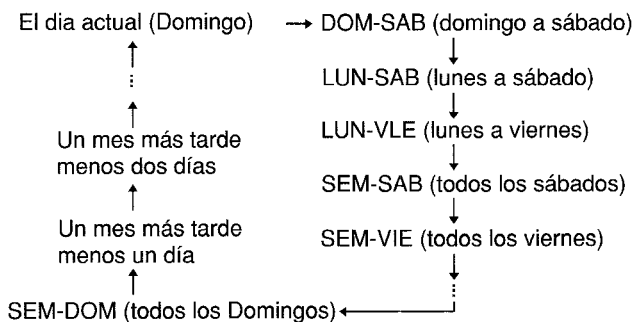 El dia actual (Domingo)
DOM-SAB (domingo a sábado)
LUN-SAB (lunes a sábado)
LUN-VLE (lunes a viernes)
SEM-SAB (todos los sábados)
SEM-VIE (todos los viernes)
SEM-DOM (todos los Domingos)
Un mes más tarde
menos un día
Un mes más tarde
menos dos días